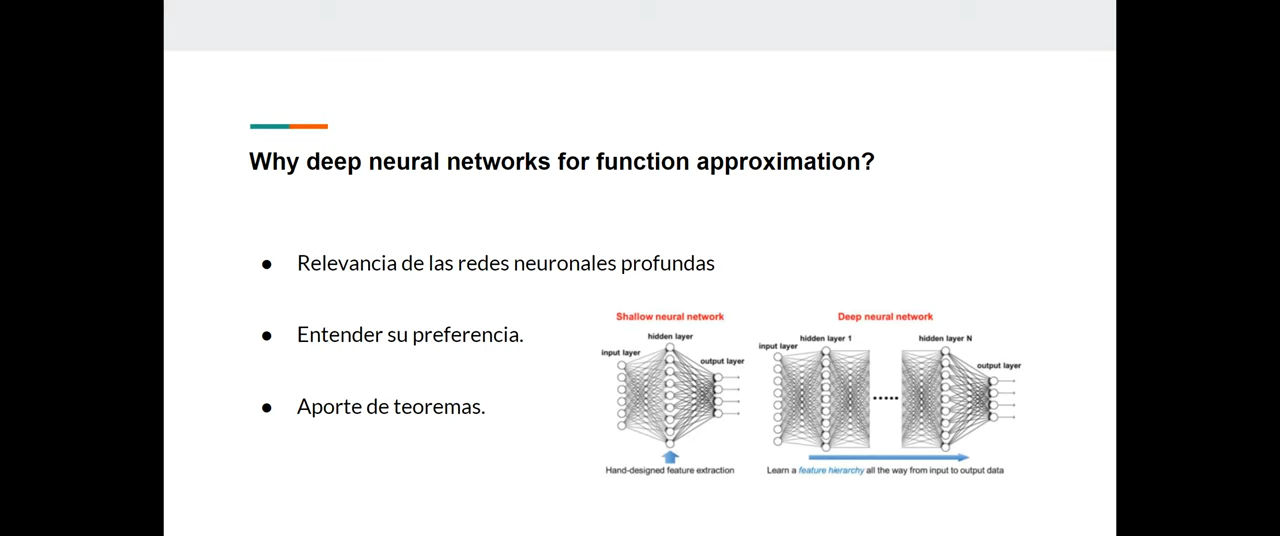 Why deep neural networks for function approximation?
● Relevancia de las redes neuronales profundas
● Entender su preferencia.
● Aporte de teoremas.
Shallow neural network
hidden layer
input layer
output layer
Hand-designed feature extraction
Deep neural network
hidden layer 1
hidden layer N
input layer
output layer
Learn a feature hierarchy all the way from input to output data